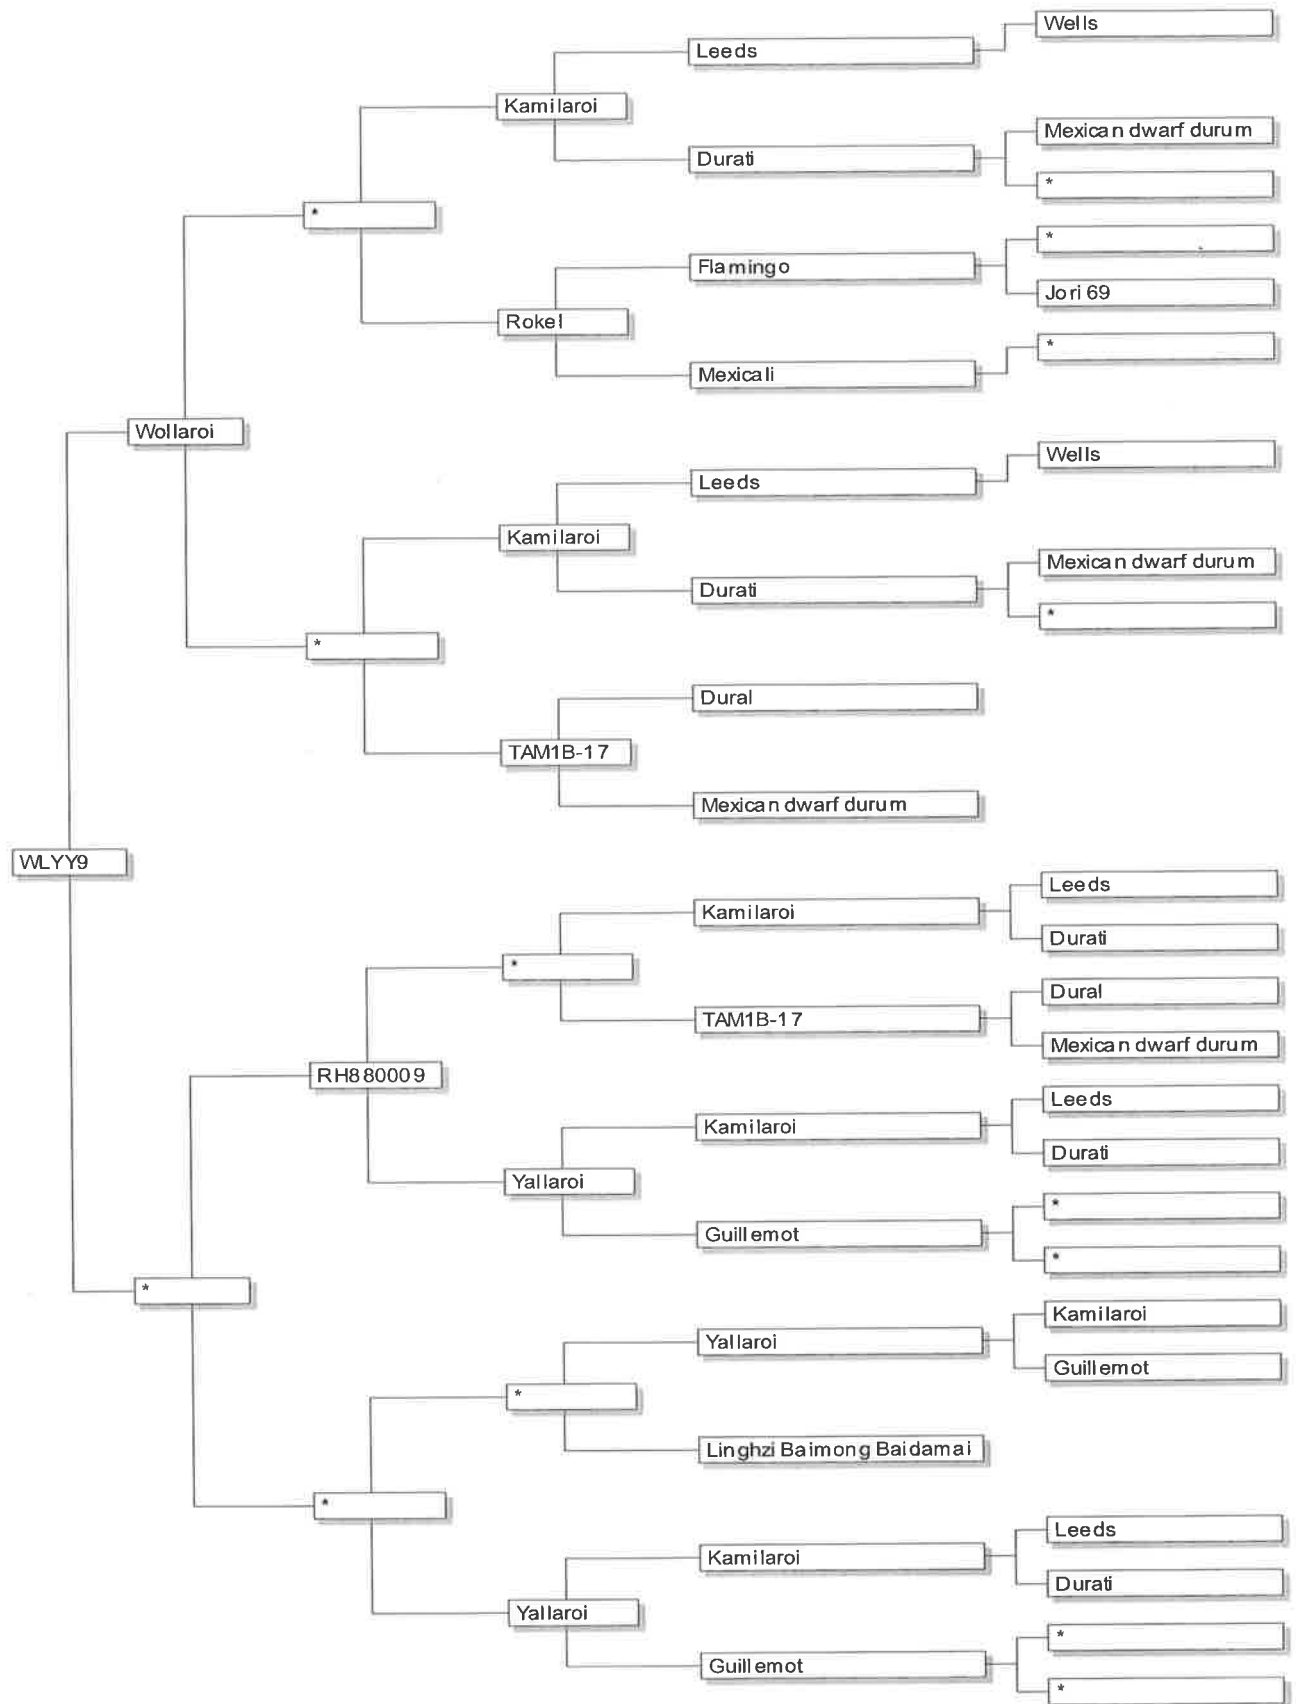 Wells
Leeds
Kamilaroi
Mexican dwarf durum
Durati
*
*
*
Flamingo
Jori 69
Rokel
*
Mexicali
Wollaroi
Wells
Leeds
Kamilaroi
Mexican dwarf durum
Durati
*
*
Dural
TAM1B-17
Mexican dwarf durum
WLYY9
Leeds
Kamilaroi
Durati
*
Dural
TAM1B-17
Mexican dwarf durum
RH880009
Leeds
Kamilaroi
Durati
Yallaroi
*
Guillemot
*
*
Kamilaroi
Yallaroi
Guillemot
*
Linghzi Baimong Baidamai
*
Leeds
Kamilaroi
Durati
Yallaroi
*
Guillemot
*